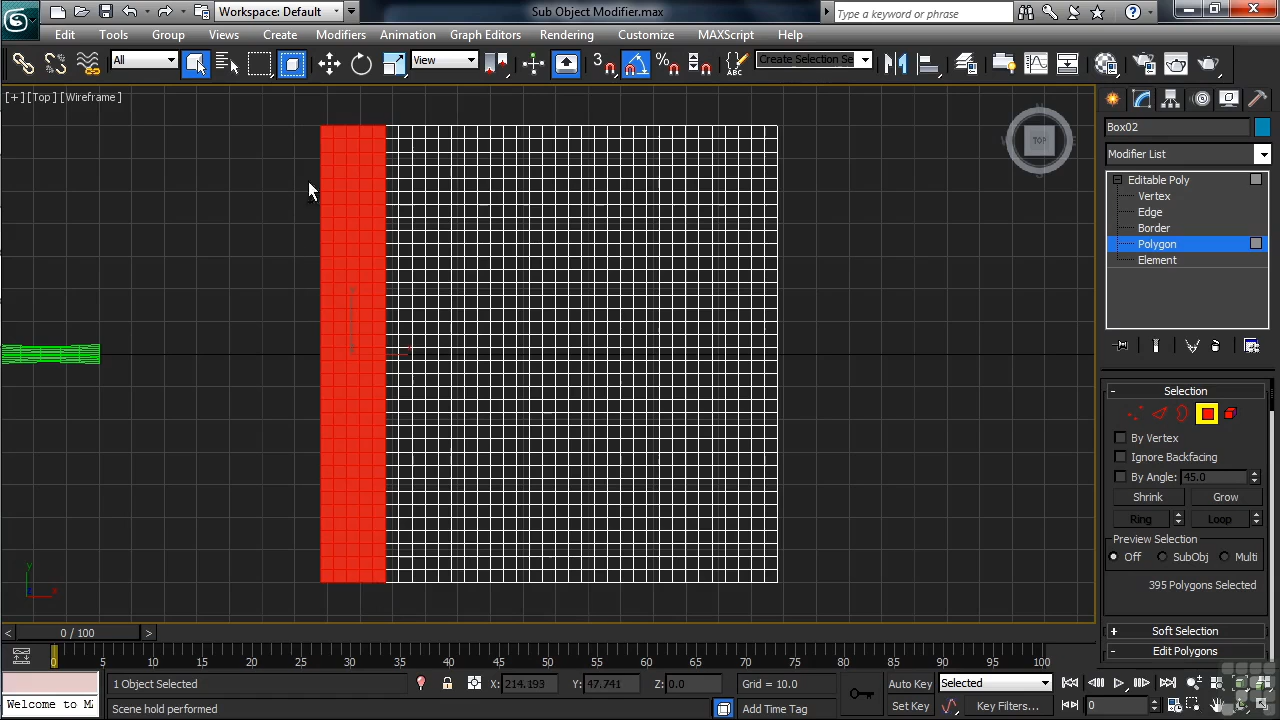 Workspace: Default
Sub Object Modifier.max
Type a keyword or phrase
Edit Tools Group Views Create Modifiers Animation Graph Editors Rendering Customize MAXScript Help
All
View
3
Create Selection Se
[+] [Top] [Wireframe]
TOP
Box02
Modifier List
Editable Poly
Vertex
Edge
Border
Polygon
Element
- Selection
By Vertex
Ignore Backfacing
By Angle: 45.0
Shrink Grow
Ring Loop
Preview Selection
Off SubObj Multi
395 Polygons Selected
+ Soft Selection
- Edit Polygons
y
x
< 0 / 100 >
0 5 10 15 20 25 30 35 40 45 50 55 60 65 70 75 80 85 90 95 100
1 Object Selected
X: 214.193 Y: 47.741 Z: 0.0
Grid = 10.0
Auto Key Selected
Welcome to M
Scene hold performed
Add Time Tag
Set Key Key Filters... 0